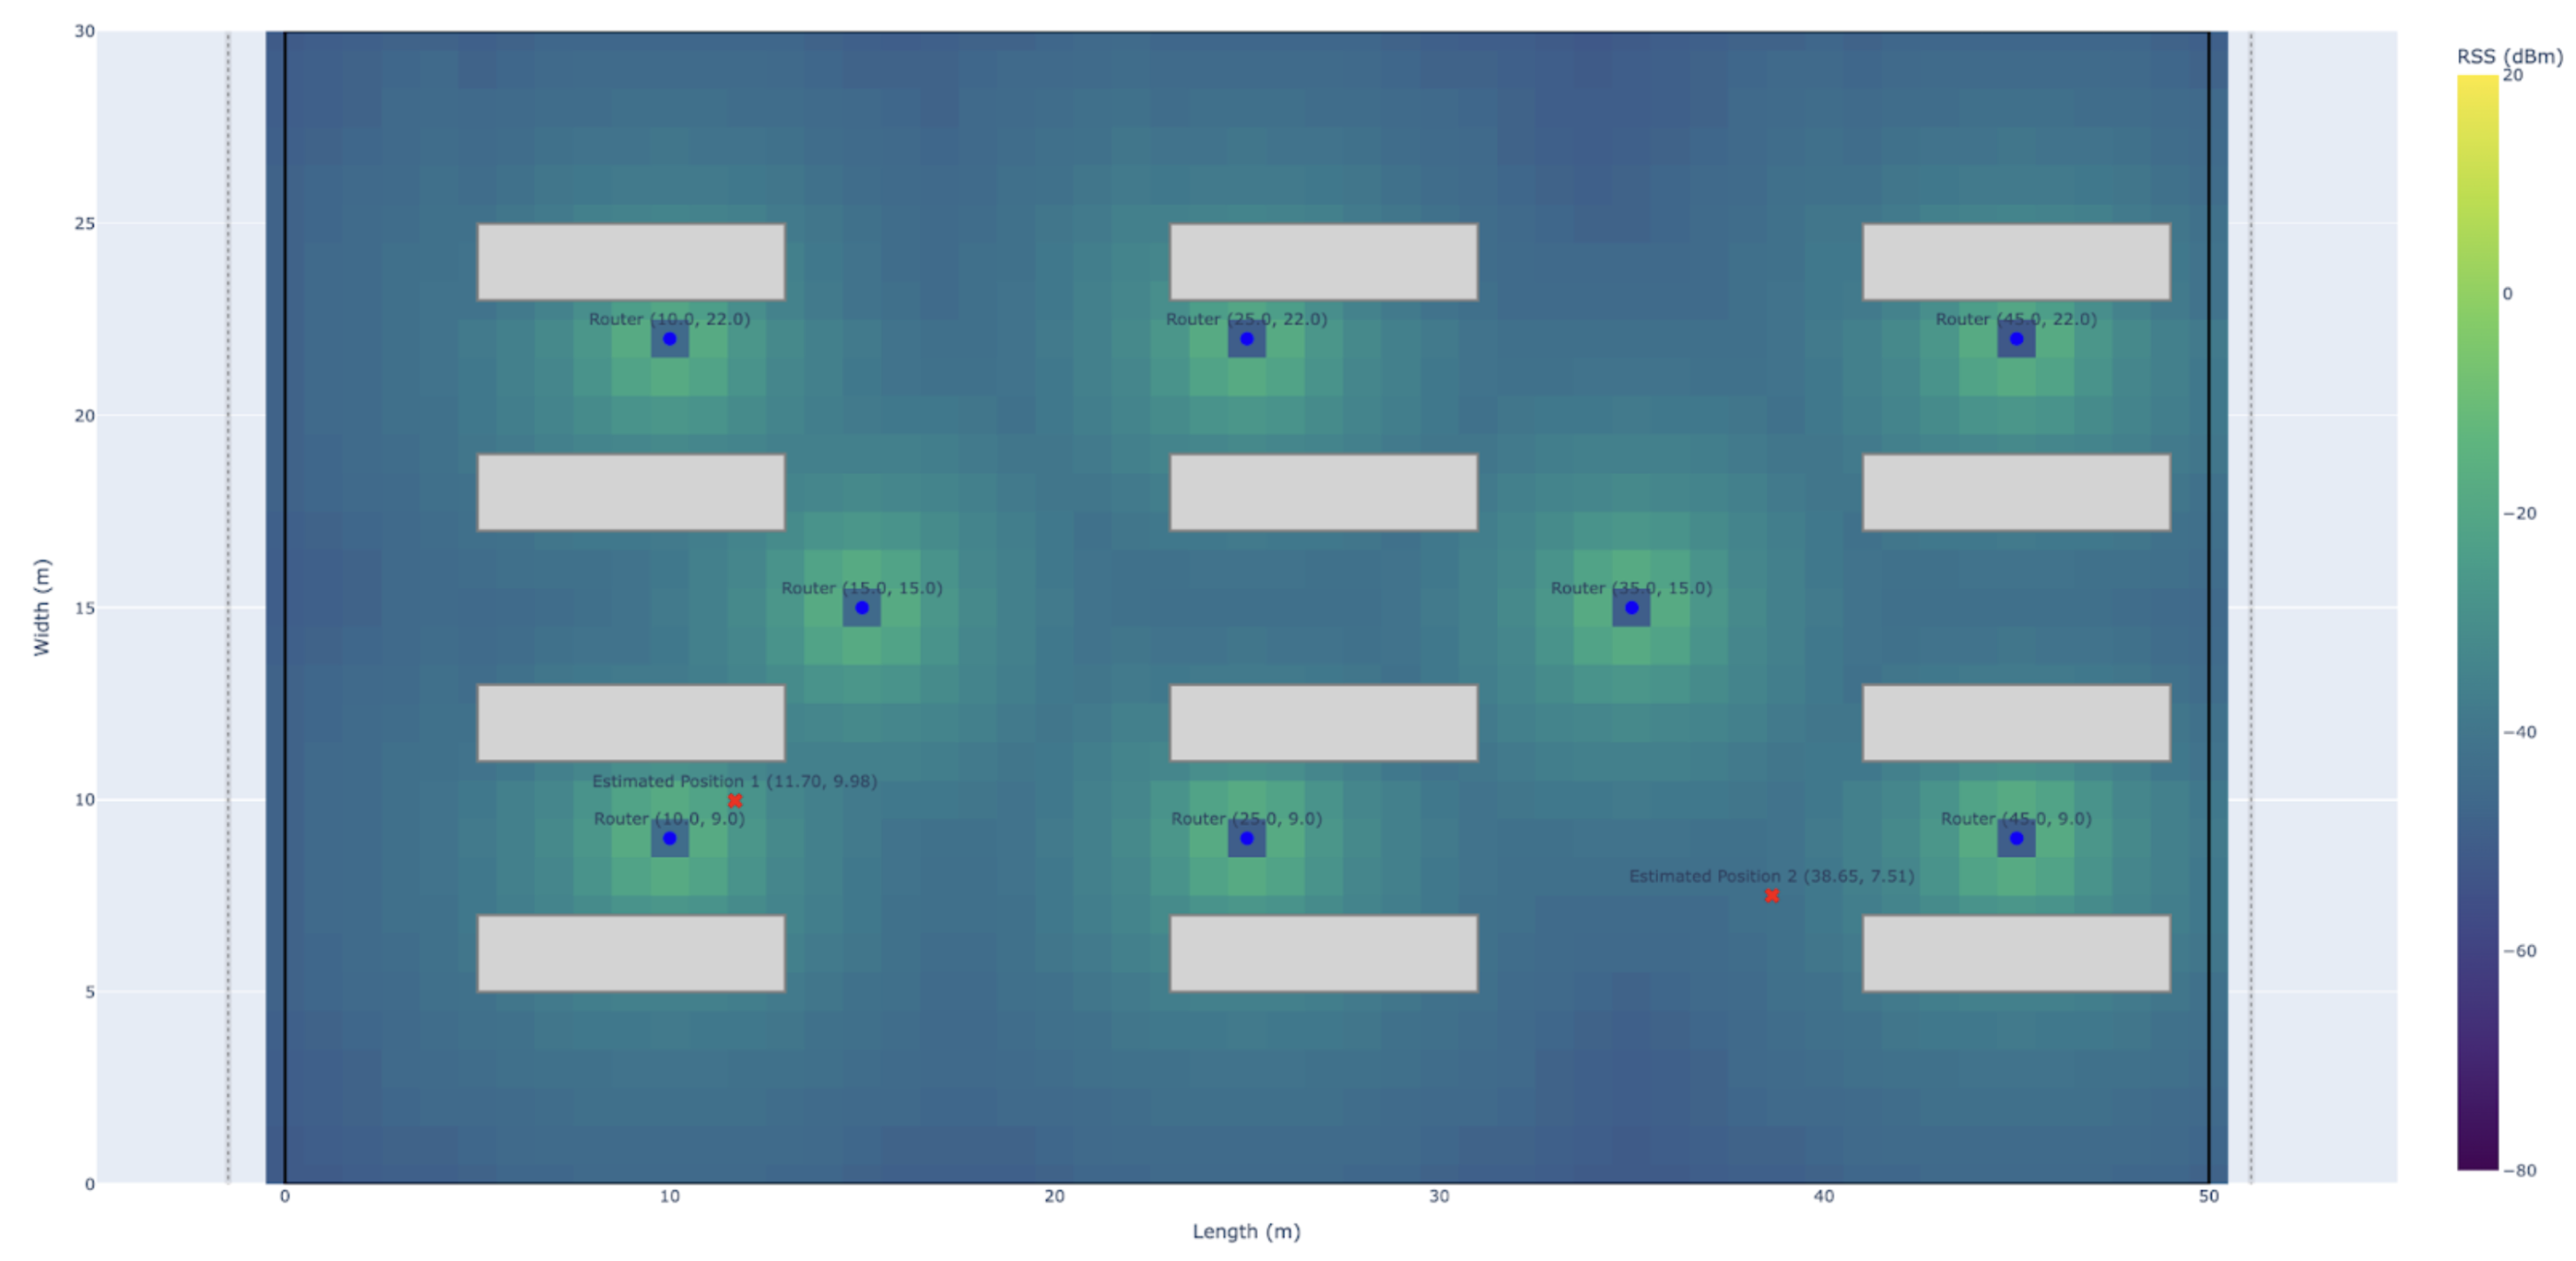 RSS (dBm)
20
0
−20
−40
−60
−80
30
25
20
15
10
5
0
Width (m)
Router (10.0, 22.0)
Router (25.0, 22.0)
Router (45.0, 22.0)
Router (15.0, 15.0)
Router (35.0, 15.0)
Estimated Position 1 (11.70, 9.98)
Router (10.0, 9.0)
Router (25.0, 9.0)
Router (45.0, 9.0)
Estimated Position 2 (38.65, 7.51)
0
10
20
30
40
50
Length (m)